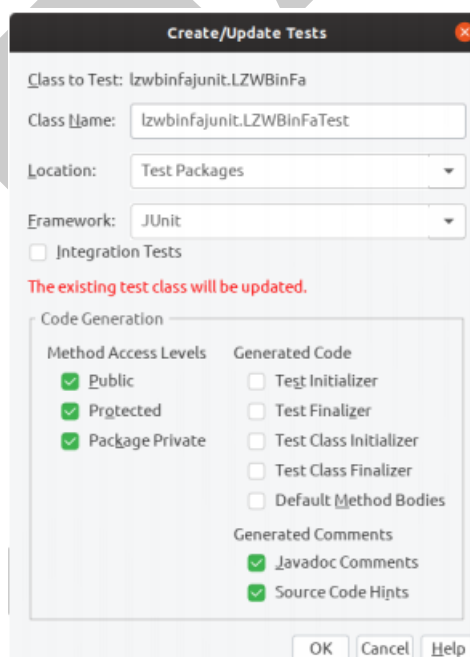 Create/Update Tests
Class to Test: lzwbinfajunit.LZWBinFa
Class Name: lzwbinfajunit.LZWBinFaTest
Location: Test Packages
Framework: JUnit
Integration Tests
The existing test class will be updated.
Code Generation
Method Access Levels
Public
Protected
Package Private
Generated Code
Test Initializer
Test Finalizer
Test Class Initializer
Test Class Finalizer
Default Method Bodies
Generated Comments
Javadoc Comments
Source Code Hints
OK Cancel Help